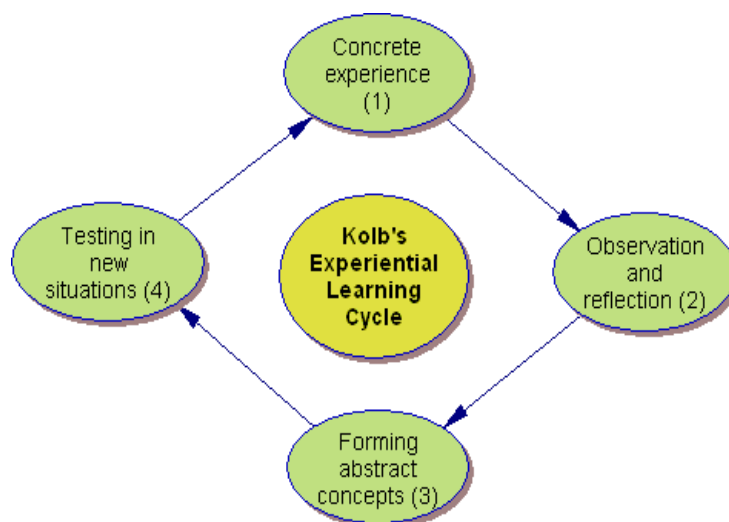 Concrete
experience
(1)
Kolb's
Experiential
Learning
Cycle
Testing in
new
situations (4)
Observation
and
reflection (2)
Forming
abstract
concepts (3)